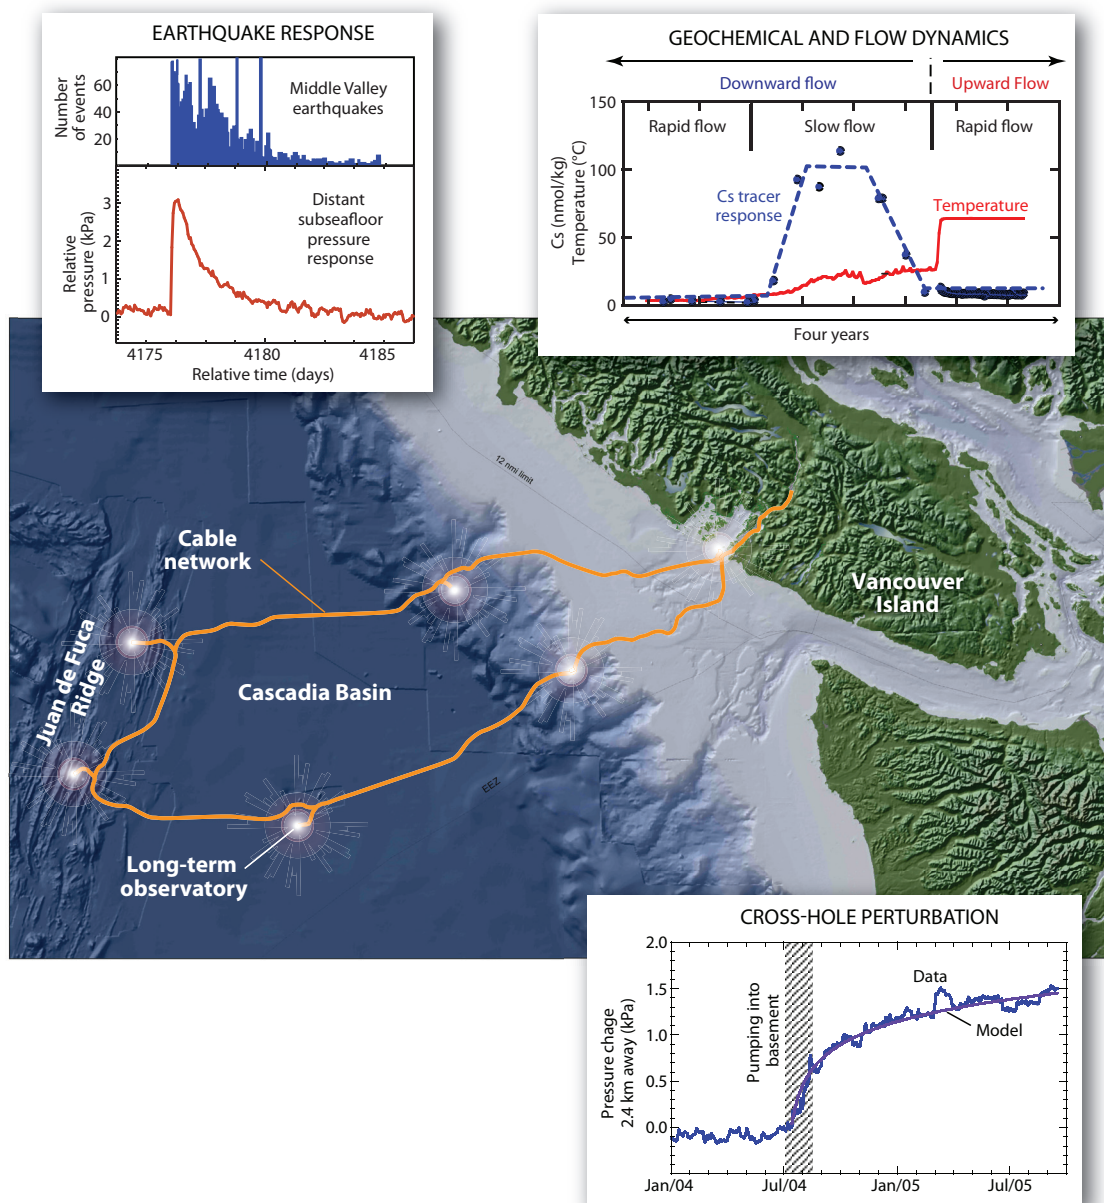 EARTHQUAKE RESPONSE
Number
of events
60
40
20
Middle Valley
earthquakes
Relative
pressure (kPa)
3
2
1
0
Distant
subseafloor
pressure
response
4175
4180
4185
Relative time (days)
GEOCHEMICAL AND FLOW DYNAMICS
Downward flow
Upward Flow
150
100
50
0
Cs (nmol/kg)
Temperature (°C)
Rapid flow
Slow flow
Rapid flow
Cs tracer
response
Temperature
Four years
12 nmi limit
Cable
network
Vancouver
Island
Juan de Fuca
Ridge
Cascadia Basin
EEZ
Long-term
observatory
CROSS-HOLE PERTURBATION
Pressure chage
2.4 km away (kPa)
2.0
1.5
1.0
0.5
0.0
Pumping into
basement
Data
Model
Jan/04
Jul/04
Jan/05
Jul/05